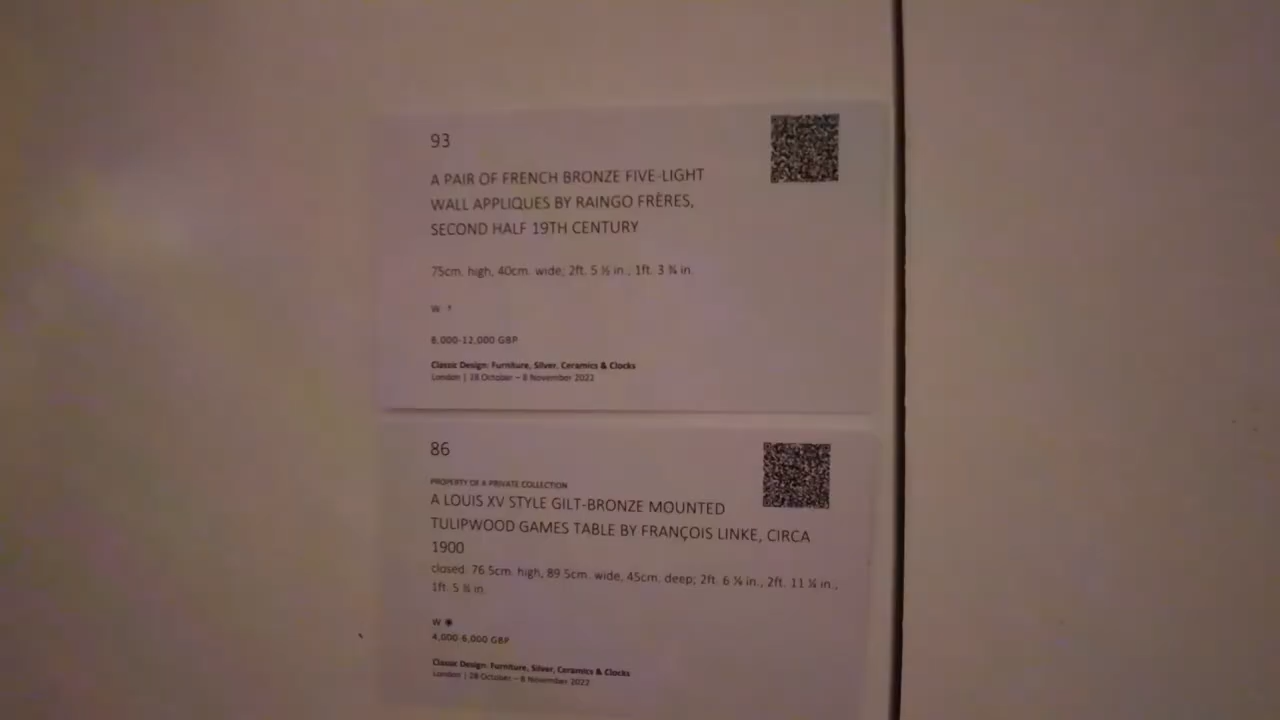 93
A PAIR OF FRENCH BRONZE FIVE-LIGHT
WALL APPLIQUES BY RAINGO FRÈRES,
SECOND HALF 19TH CENTURY
75cm. high, 40cm. wide; 2ft. 5 ½ in., 1ft. 3 ¾ in.
W
8,000-12,000 GBP
Classic Design: Furniture, Silver, Ceramics & Clocks
London | 28 October – 8 November 2022
86
PROPERTY OF A PRIVATE COLLECTION
A LOUIS XV STYLE GILT-BRONZE MOUNTED
TULIPWOOD GAMES TABLE BY FRANÇOIS LINKE, CIRCA
1900
closed: 76.5cm. high, 89.5cm. wide, 45cm. deep; 2ft. 6 in., 2ft. 11 in.,
1ft. 5 ¾ in.
W
4,000-6,000 GBP
Classic Design: Furniture, Silver, Ceramics & Clocks
London | 28 October – 8 November 2022